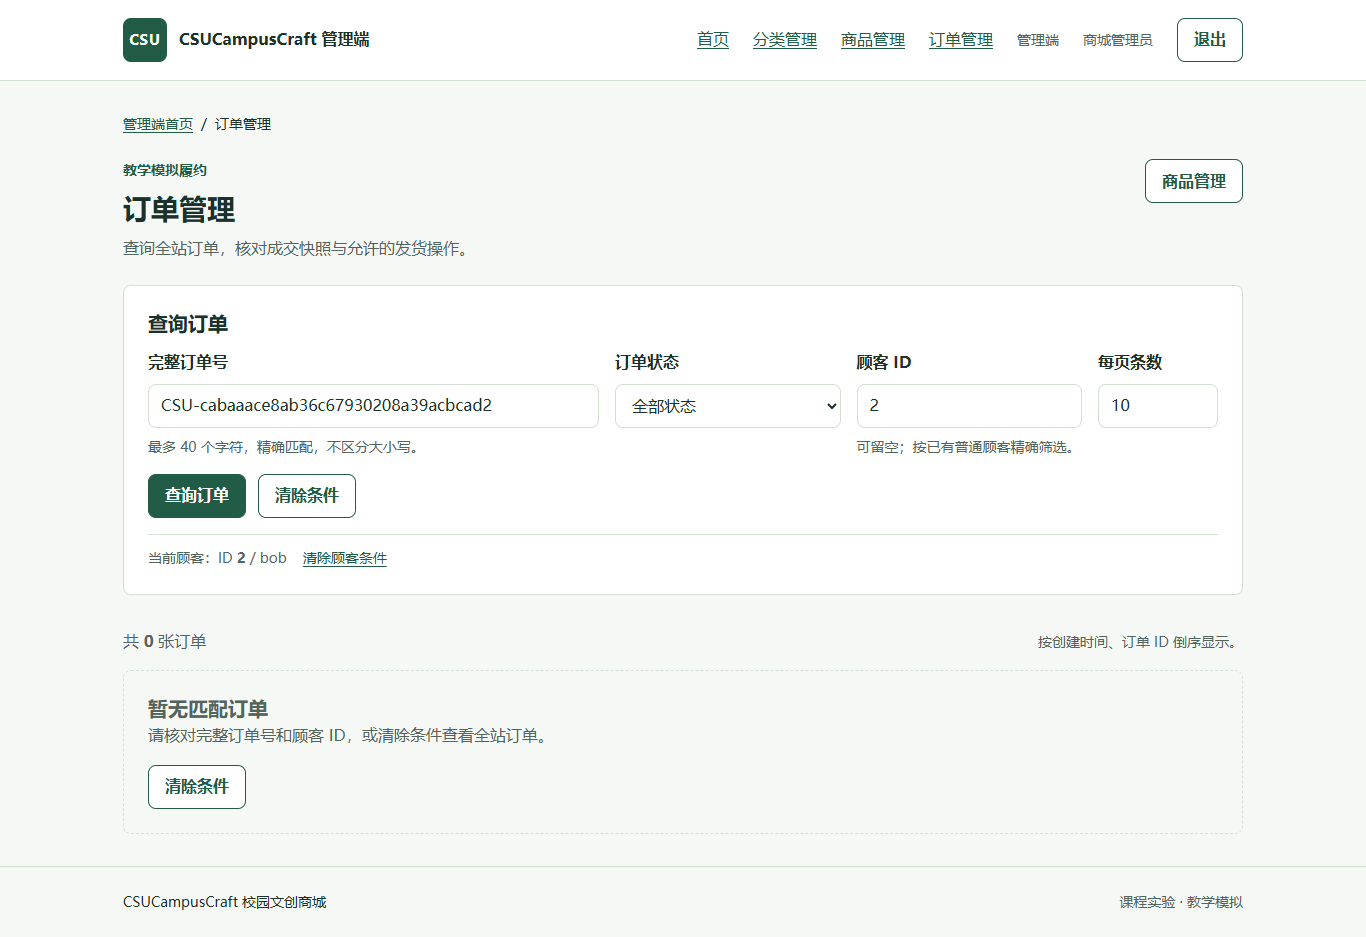 CSU CSUCampusCraft 管理端 首页 分类管理 商品管理 订单管理 管理端 商城管理员 退出
管理端首页 / 订单管理
教学模拟履约
订单管理
商品管理
查询全站订单，核对成交快照与允许的发货操作。
查询订单
完整订单号 订单状态 顾客 ID 每页条数
CSU-cabaaace8ab36c67930208a39acbcad2 全部状态 2 10
最多 40 个字符，精确匹配，不区分大小写。 可留空；按已有普通顾客精确筛选。
查询订单 清除条件
当前顾客：ID 2 / bob 清除顾客条件
共 0 张订单 按创建时间、订单 ID 倒序显示。
暂无匹配订单
请核对完整订单号和顾客 ID，或清除条件查看全站订单。
清除条件
CSUCampusCraft 校园文创商城 课程实验 · 教学模拟